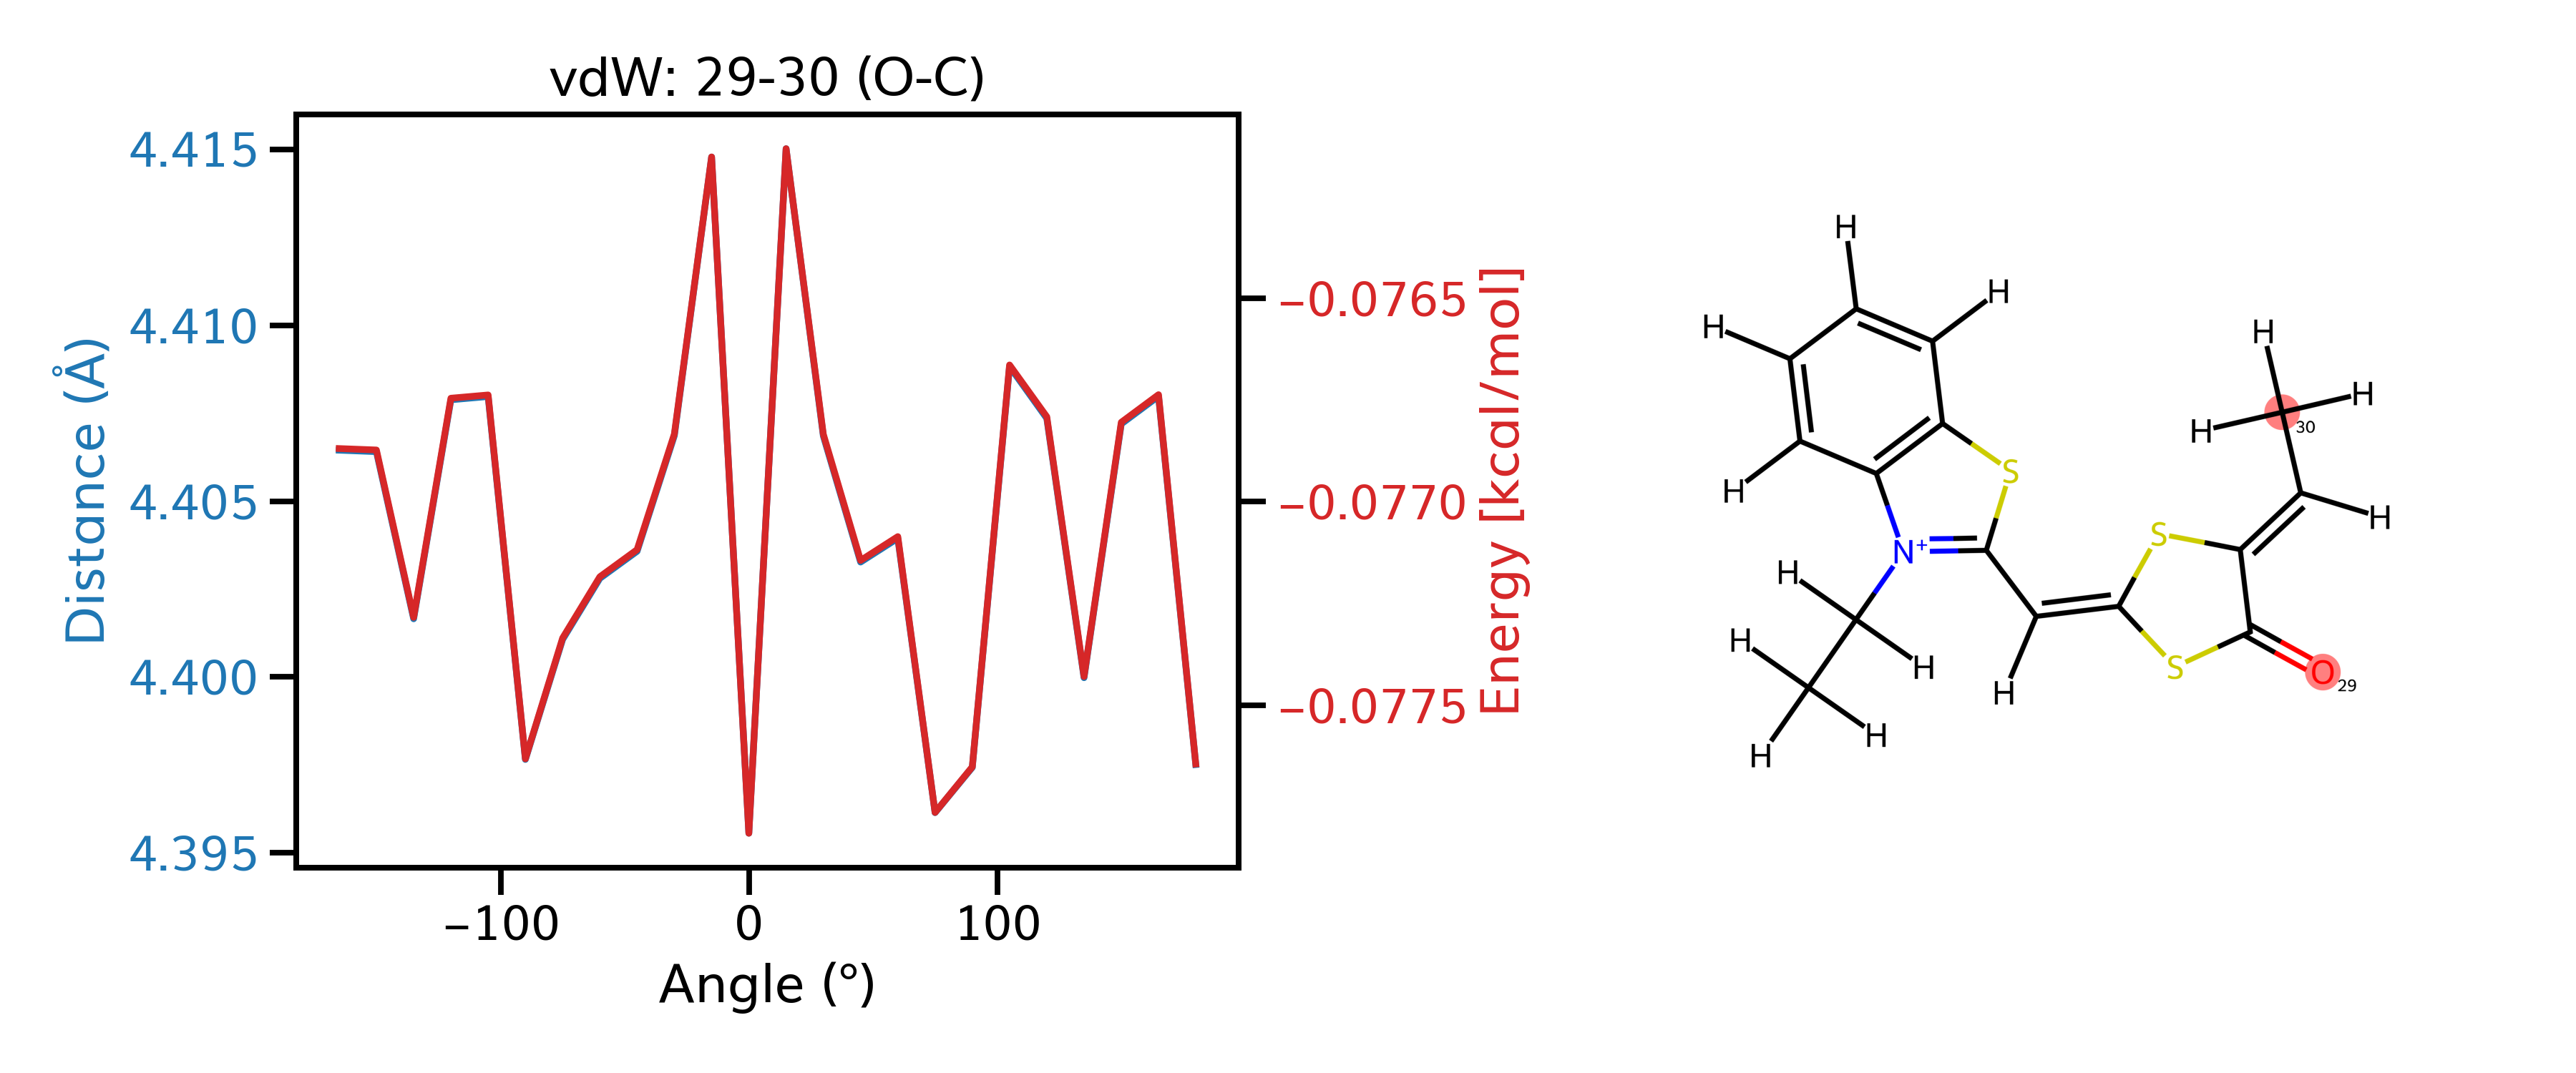 vdW: 29-30 (O-C)
Distance (Å)
4.415
4.410
4.405
4.400
4.395
−100
0
100
Angle (°)
−0.0765
−0.0770
−0.0775
Energy [kcal/mol]
H
H
H
H
H
H
30
H
S
H
N⁺
S
H
H
H
S
O
29
H
H
H
H